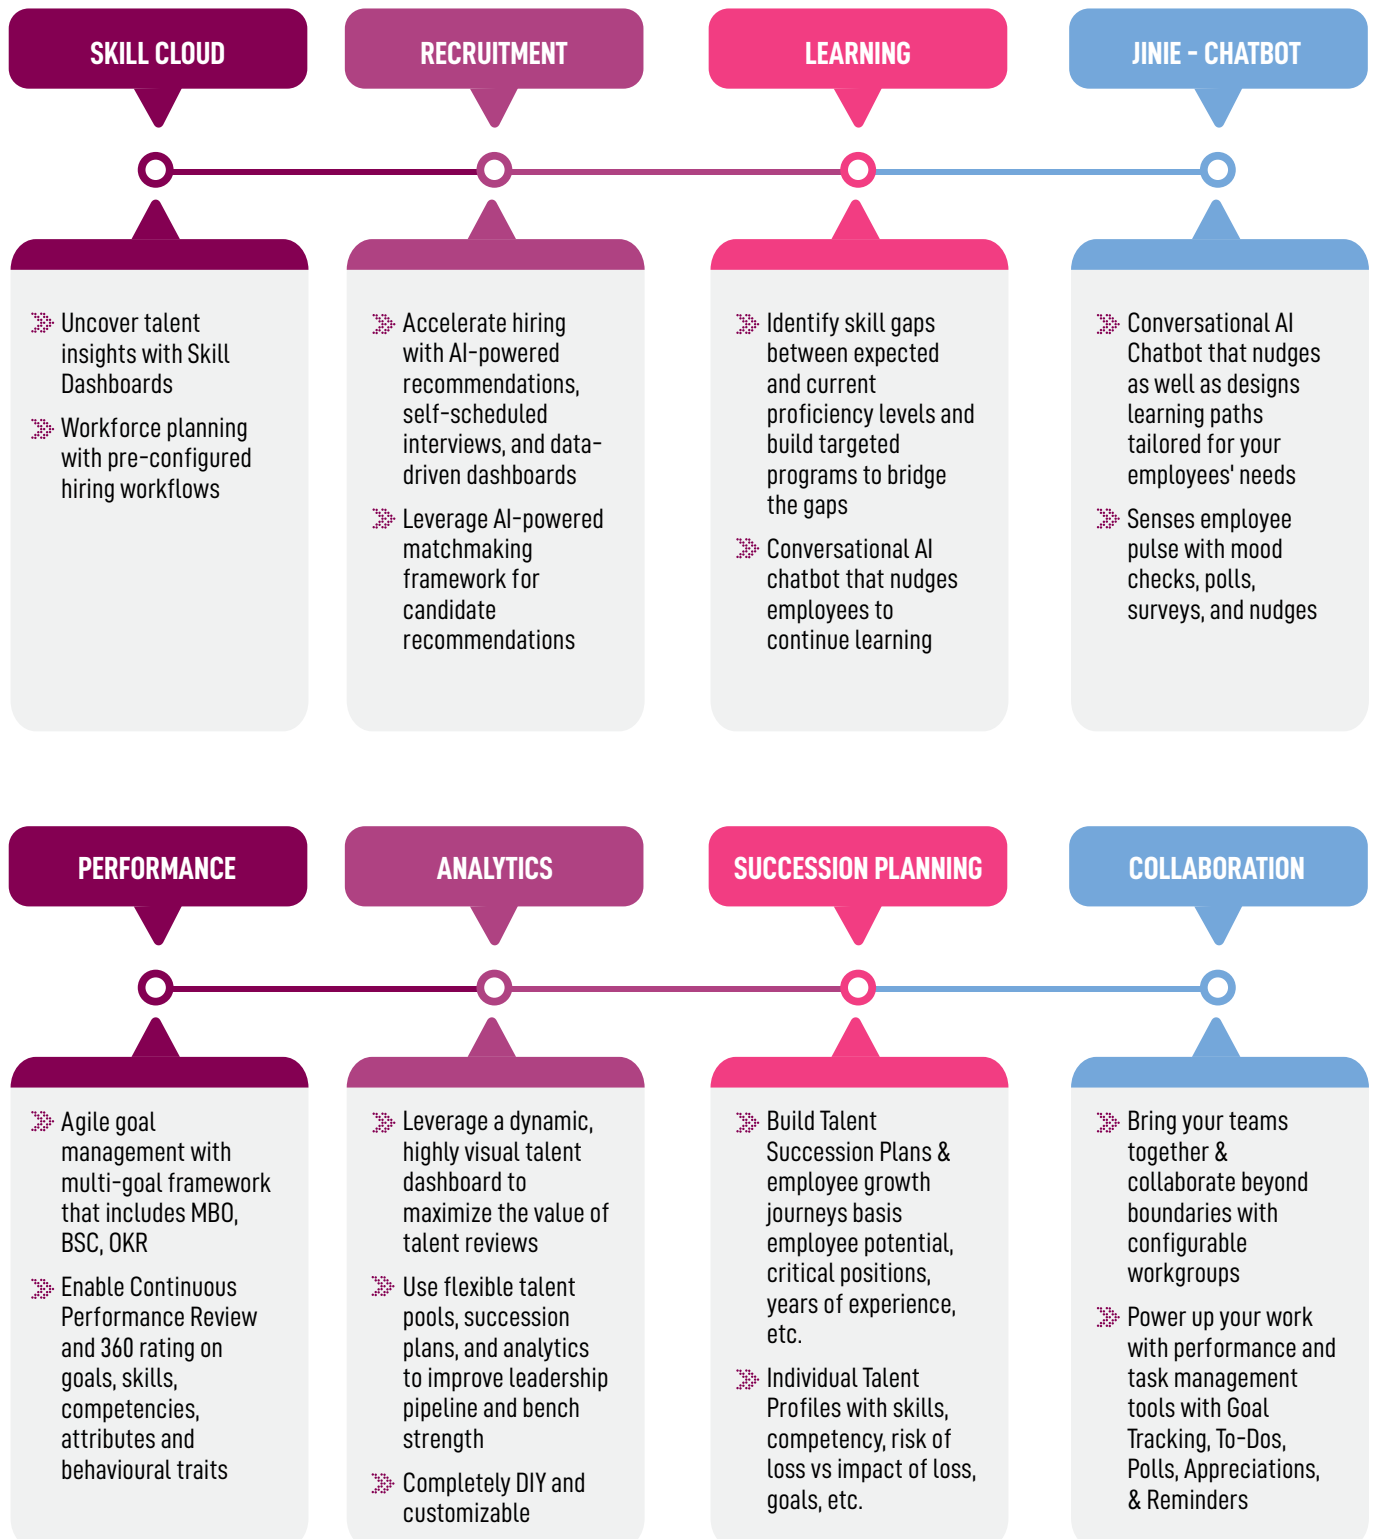 SKILL CLOUD
Uncover talent
insights with Skill
Dashboards
Workforce planning
with pre-configured
hiring workflows
RECRUITMENT
Accelerate hiring
with AI-powered
recommendations,
self-scheduled
interviews, and data-
driven dashboards
Leverage AI-powered
matchmaking
framework for
candidate
recommendations
LEARNING
Identify skill gaps
between expected
and current
proficiency levels and
build targeted
programs to bridge
the gaps
Conversational AI
chatbot that nudges
employees to
continue learning
JINIE - CHATBOT
Conversational AI
Chatbot that nudges
as well as designs
learning paths
tailored for your
employees' needs
Senses employee
pulse with mood
checks, polls,
surveys, and nudges
PERFORMANCE
Agile goal
management with
multi-goal framework
that includes MBO,
BSC, OKR
Enable Continuous
Performance Review
and 360 rating on
goals, skills,
competencies,
attributes and
behavioural traits
ANALYTICS
Leverage a dynamic,
highly visual talent
dashboard to
maximize the value of
talent reviews
Use flexible talent
pools, succession
plans, and analytics
to improve leadership
pipeline and bench
strength
Completely DIY and
customizable
SUCCESSION PLANNING
Build Talent
Succession Plans &
employee growth
journeys basis
employee potential,
critical positions,
years of experience,
etc.
Individual Talent
Profiles with skills,
competency, risk of
loss vs impact of loss,
goals, etc.
COLLABORATION
Bring your teams
together &
collaborate beyond
boundaries with
configurable
workgroups
Power up your work
with performance and
task management
tools with Goal
Tracking, To-Dos,
Polls, Appreciations,
& Reminders